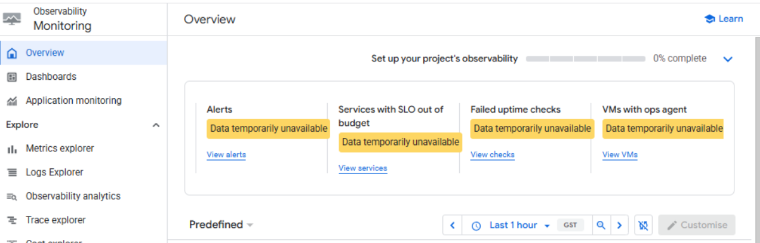 Observability
Monitoring
Overview
Learn
Overview
Dashboards
Application monitoring
Explore
Metrics explorer
Logs Explorer
Observability analytics
Trace explorer
Cost explorer
Set up your project's observability
0% complete
Alerts
Data temporarily unavailable
View alerts
Services with SLO out of
budget
Data temporarily unavailable
View services
Failed uptime checks
Data temporarily unavailable
View checks
VMs with ops agent
Data temporarily unavailable
View VMs
Predefined
Last 1 hour
GST
Customise